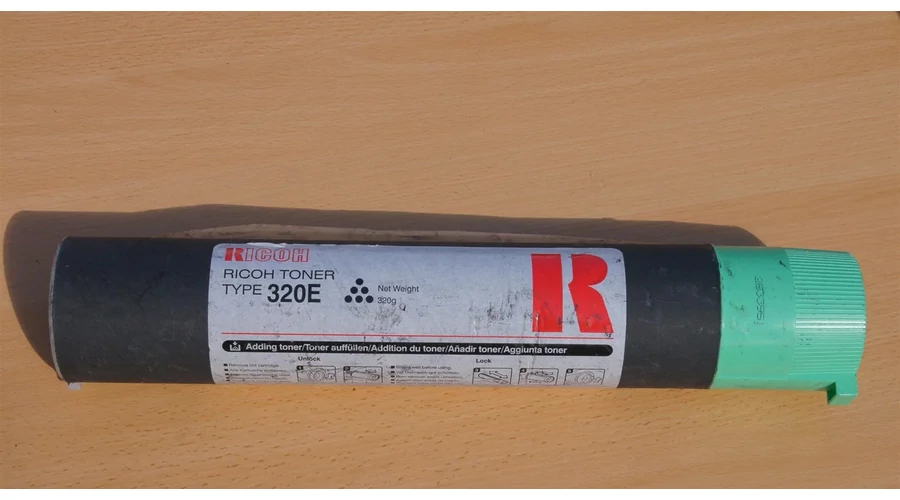 RICOH
RICOH TONER
TYPE 320E
Net Weight
320g
R
Adding toner/Toner auffüllen/Addition du toner/Añadir toner/Aggiunta toner
Unlock
Lock